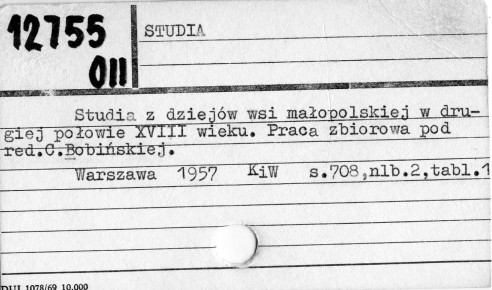 12755
011
STUDIA
Studia z dziejów wsi małopolskiej w dru-
giej połowie XVIII wieku. Praca zbiorowa pod
red.C.Bobińskiej.
Warszawa 1957 KiW s.708,nlb.2,tabl.1
DUJ 1078/69 10.000